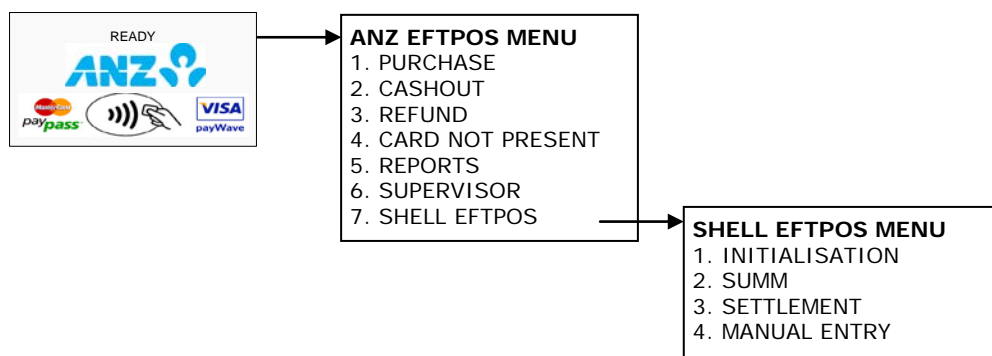 READY
ANZ
MasterCard
paypass
VISA
payWave
ANZ EFTPOS MENU
1. PURCHASE
2. CASHOUT
3. REFUND
4. CARD NOT PRESENT
5. REPORTS
6. SUPERVISOR
7. SHELL EFTPOS
SHELL EFTPOS MENU
1. INITIALISATION
2. SUMM
3. SETTLEMENT
4. MANUAL ENTRY